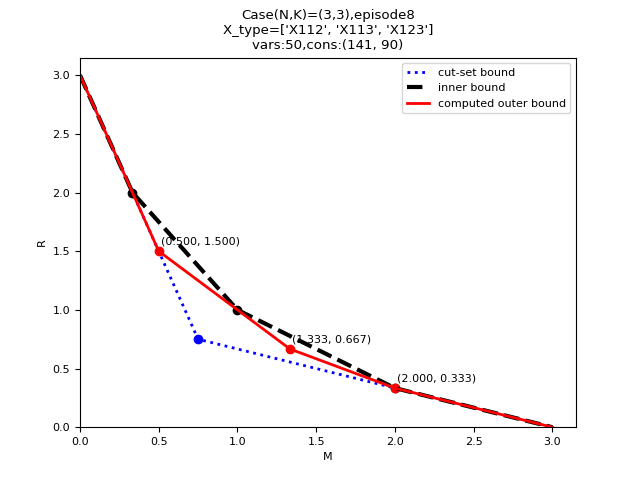 Case(N,K)=(3,3),episode8
X_type=['X112', 'X113', 'X123']
vars:50,cons:(141, 90)
cut-set bound
inner bound
computed outer bound
3.0
2.5
2.0
1.5
1.0
0.5
0.0
R
(0.500, 1.500)
(1.333, 0.667)
(2.000, 0.333)
0.0 0.5 1.0 1.5 2.0 2.5 3.0
M